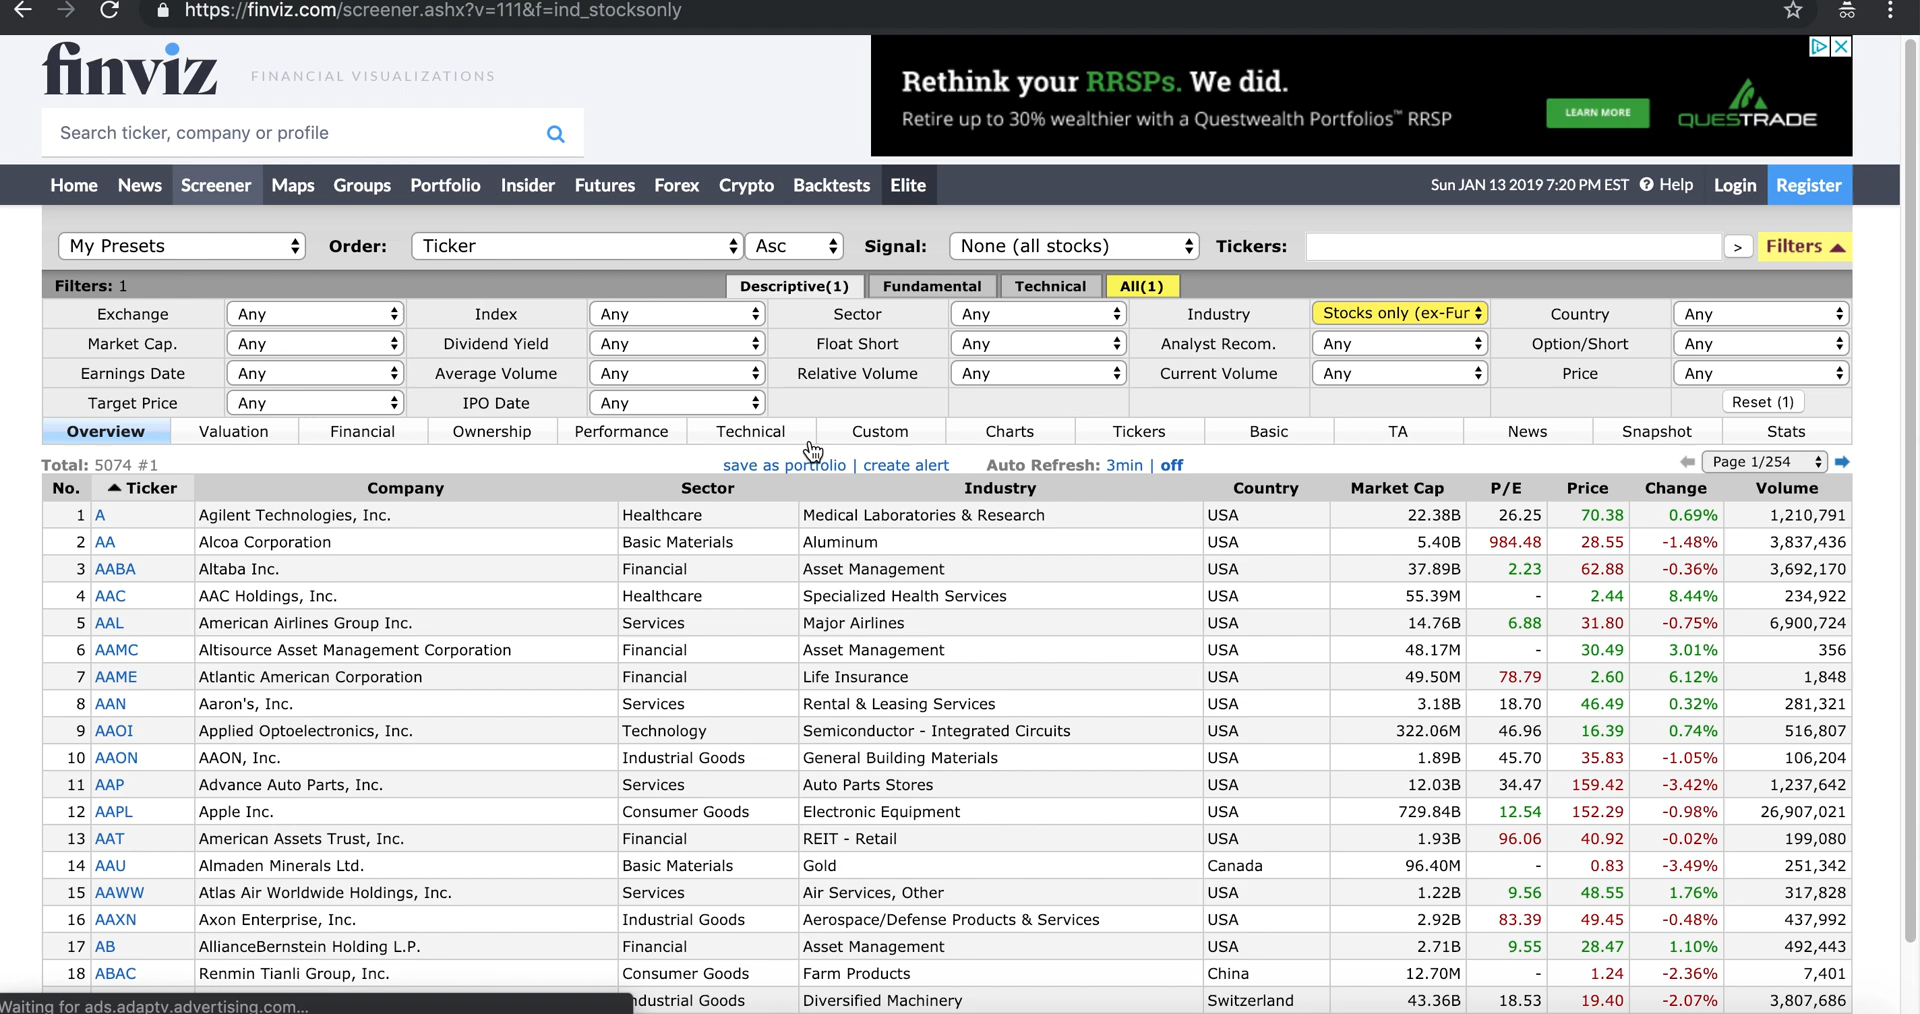 https://finviz.com/screener.ashx?v=111&f=ind_stocksonly
finviz FINANCIAL VISUALIZATIONS
Search ticker, company or profile
Rethink your RRSPs. We did.
Retire up to 30% wealthier with a Questwealth Portfolios™ RRSP
LEARN MORE
QUESTRADE
Home News Screener Maps Groups Portfolio Insider Futures Forex Crypto Backtests Elite Sun JAN 13 2019 7:20 PM EST Help Login Register
My Presets Order: Ticker Asc Signal: None (all stocks) Tickers: > Filters
Filters: 1 Descriptive(1) Fundamental Technical All(1)
Exchange Any Index Any Sector Any Industry Stocks only (ex-Fur Country Any
Market Cap. Any Dividend Yield Any Float Short Any Analyst Recom. Any Option/Short Any
Earnings Date Any Average Volume Any Relative Volume Any Current Volume Any Price Any
Target Price Any IPO Date Any Reset (1)
Overview Valuation Financial Ownership Performance Technical Custom Charts Tickers Basic TA News Snapshot Stats
Total: 5074 #1 save as portfolio | create alert Auto Refresh: 3min | off Page 1/254
No. Ticker Company Sector Industry Country Market Cap P/E Price Change Volume
1 A Agilent Technologies, Inc. Healthcare Medical Laboratories & Research USA 22.38B 26.25 70.38 0.69% 1,210,791
2 AA Alcoa Corporation Basic Materials Aluminum USA 5.40B 984.48 28.55 -1.48% 3,837,436
3 AABA Altaba Inc. Financial Asset Management USA 37.89B 2.23 62.88 -0.36% 3,692,170
4 AAC AAC Holdings, Inc. Healthcare Specialized Health Services USA 55.39M - 2.44 8.44% 234,922
5 AAL American Airlines Group Inc. Services Major Airlines USA 14.76B 6.88 31.80 -0.75% 6,900,724
6 AAMC Altisource Asset Management Corporation Financial Asset Management USA 48.17M - 30.49 3.01% 356
7 AAME Atlantic American Corporation Financial Life Insurance USA 49.50M 78.79 2.60 6.12% 1,848
8 AAN Aaron's, Inc. Services Rental & Leasing Services USA 3.18B 18.70 46.49 0.32% 281,321
9 AAOI Applied Optoelectronics, Inc. Technology Semiconductor - Integrated Circuits USA 322.06M 46.96 16.39 0.74% 516,807
10 AAON AAON, Inc. Industrial Goods General Building Materials USA 1.89B 45.70 35.83 -1.05% 106,204
11 AAP Advance Auto Parts, Inc. Services Auto Parts Stores USA 12.03B 34.47 159.42 -3.42% 1,237,642
12 AAPL Apple Inc. Consumer Goods Electronic Equipment USA 729.84B 12.54 152.29 -0.98% 26,907,021
13 AAT American Assets Trust, Inc. Financial REIT - Retail USA 1.93B 96.06 40.92 -0.02% 199,080
14 AAU Almaden Minerals Ltd. Basic Materials Gold Canada 96.40M - 0.83 -3.49% 251,342
15 AAWW Atlas Air Worldwide Holdings, Inc. Services Air Services, Other USA 1.22B 9.56 48.55 1.76% 317,828
16 AAXN Axon Enterprise, Inc. Industrial Goods Aerospace/Defense Products & Services USA 2.92B 83.39 49.45 -0.48% 437,992
17 AB AllianceBernstein Holding L.P. Financial Asset Management USA 2.71B 9.55 28.47 1.10% 492,443
18 ABAC Renmin Tianli Group, Inc. Consumer Goods Farm Products China 12.70M - 1.24 -2.36% 7,401
Waiting for ads.adaptv.advertising.com... ndustrial Goods Diversified Machinery Switzerland 43.36B 18.53 19.40 -2.07% 3,807,686